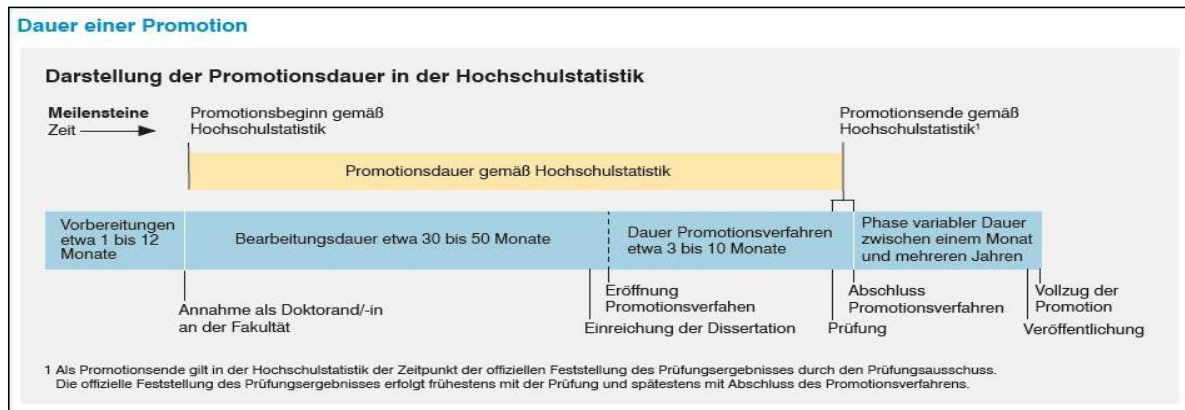 Dauer einer Promotion
Darstellung der Promotionsdauer in der Hochschulstatistik
Meilensteine
Zeit
Promotionsbeginn gemäß
Hochschulstatistik
Promotionsende gemäß
Hochschulstatistik¹
Promotionsdauer gemäß Hochschulstatistik
Vorbereitungen
etwa 1 bis 12
Monate
Bearbeitungsdauer etwa 30 bis 50 Monate
Dauer Promotionsverfahren
etwa 3 bis 10 Monate
Phase variabler Dauer
zwischen einem Monat
und mehreren Jahren
Annahme als Doktorand/-in
an der Fakultät
Eröffnung
Promotionsverfahen
Einreichung der Dissertation
Abschluss
Promotionsverfahren
Prüfung
Vollzug der
Promotion
Veröffentlichung
1 Als Promotionsende gilt in der Hochschulstatistik der Zeitpunkt der offiziellen Feststellung des Prüfungsergebnisses durch den Prüfungsausschuss.
Die offizielle Feststellung des Prüfungsergebnisses erfolgt frühestens mit der Prüfung und spätestens mit Abschluss des Promotionsverfahrens.